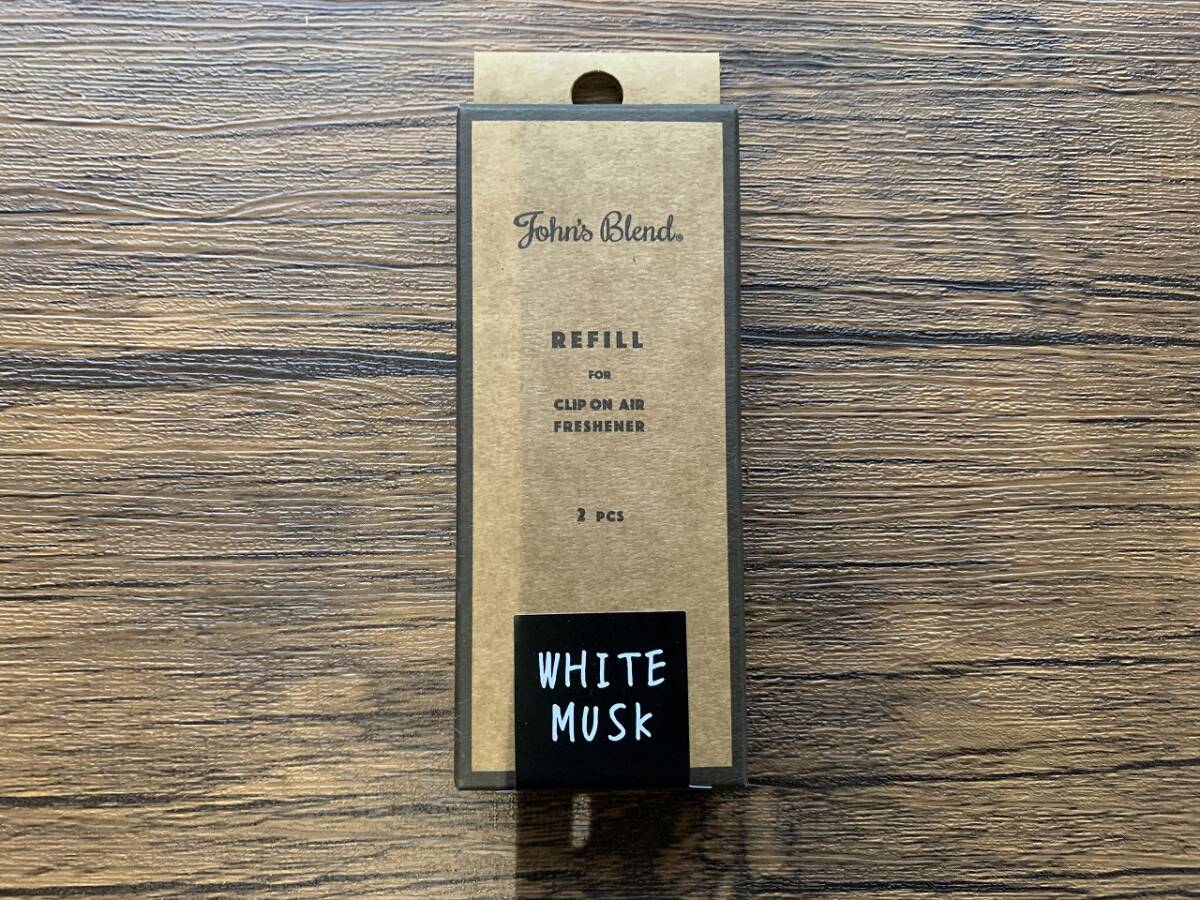 John's Blend®
REFILL
FOR
CLIP ON AIR
FRESHENER
2 PCS
WHITE
MUSK